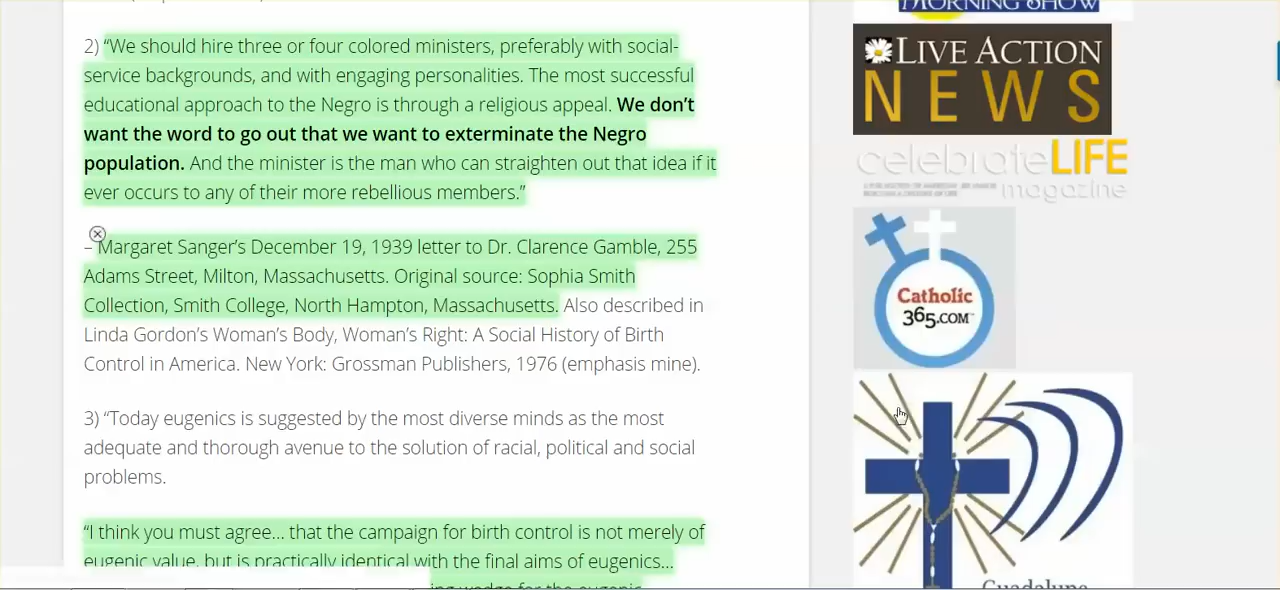 MORNING SHOW
2) “We should hire three or four colored ministers, preferably with social-
service backgrounds, and with engaging personalities. The most successful
educational approach to the Negro is through a religious appeal. We don’t
want the word to go out that we want to exterminate the Negro
population. And the minister is the man who can straighten out that idea if it
ever occurs to any of their more rebellious members.”
– Margaret Sanger’s December 19, 1939 letter to Dr. Clarence Gamble, 255
Adams Street, Milton, Massachusetts. Original source: Sophia Smith
Collection, Smith College, North Hampton, Massachusetts. Also described in
Linda Gordon’s Woman’s Body, Woman’s Right: A Social History of Birth
Control in America. New York: Grossman Publishers, 1976 (emphasis mine).
3) “Today eugenics is suggested by the most diverse minds as the most
adequate and thorough avenue to the solution of racial, political and social
problems.
“I think you must agree… that the campaign for birth control is not merely of
eugenic value, but is practically identical with the final aims of eugenics…
wedge for the eugenic
LIVE ACTION
NEWS
celebrateLIFE
magazine
Catholic
365.COM
Guadalupe